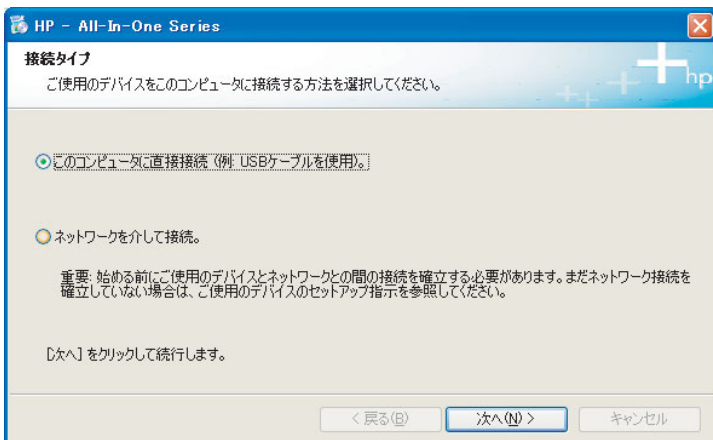 HP - All-In-One Series
接続タイプ
ご使用のデバイスをこのコンピュータに接続する方法を選択してください。
hp
このコンピュータに直接接続 (例: USBケーブルを使用)。
ネットワークを介して接続。
重要: 始める前にご使用のデバイスとネットワークとの間の接続を確立する必要があります。まだネットワーク接続を
確立していない場合は、ご使用のデバイスのセットアップ指示を参照してください。
[次へ] をクリックして続行します。
< 戻る(B) 次へ(N) > キャンセル